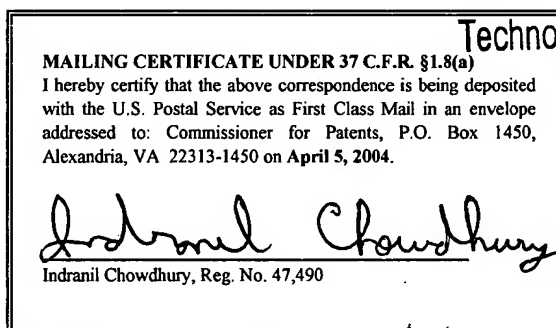 Techno
MAILING CERTIFICATE UNDER 37 C.F.R. §1.8(a)
I hereby certify that the above correspondence is being deposited
with the U.S. Postal Service as First Class Mail in an envelope
addressed to: Commissioner for Patents, P.O. Box 1450,
Alexandria, VA 22313-1450 on April 5, 2004.
Indranil Chowdhury
Indranil Chowdhury, Reg. No. 47,490